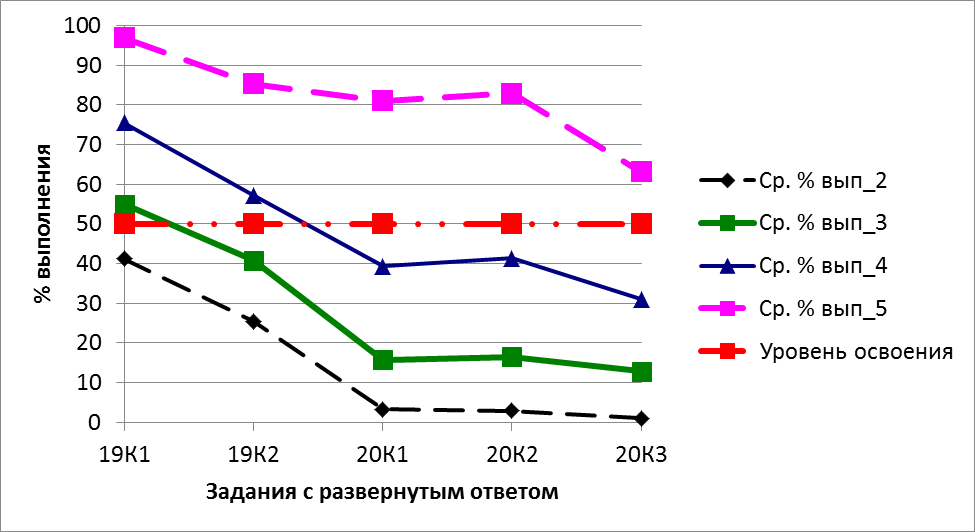 % выполнения
100
90
80
70
60
50
40
30
20
10
0
19К1 19К2 20К1 20К2 20К3
Задания с развернутым ответом
Ср. % вып_2
Ср. % вып_3
Ср. % вып_4
Ср. % вып_5
Уровень освоения